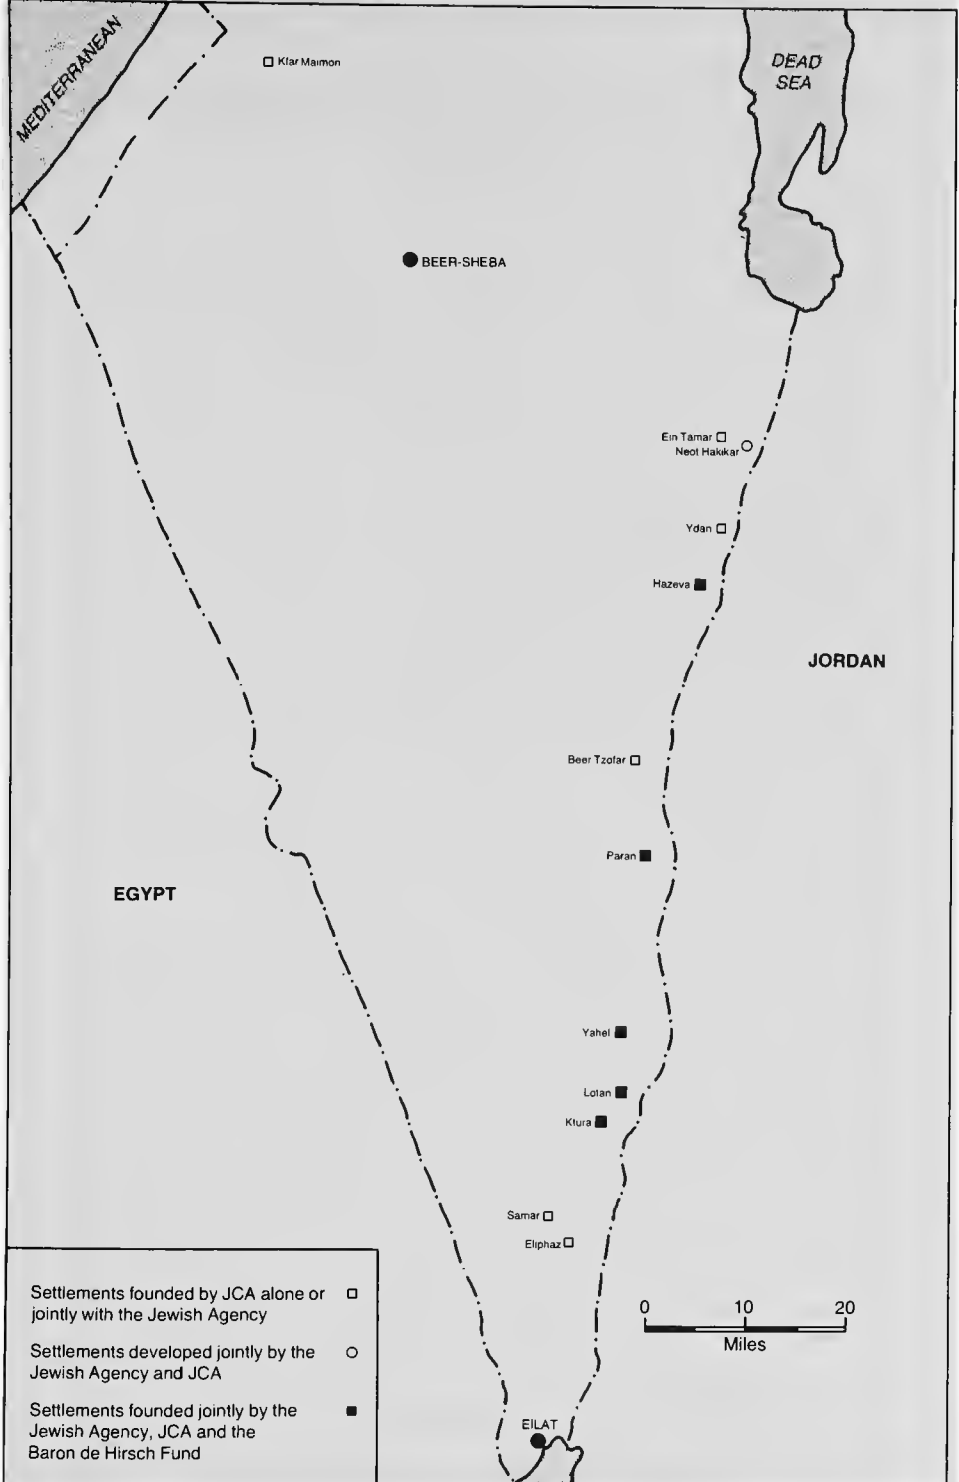 MEDITERRANEAN
Kfar Maimon
DEAD
SEA
BEER-SHEBA
Ein Tamar
Neot Hakikar
Ydan
Hazeva
JORDAN
Beer Tzofar
Paran
EGYPT
Yahel
Lotan
Ktura
Samar
Eliphaz
Settlements founded by JCA alone or
jointly with the Jewish Agency
Settlements developed jointly by the
Jewish Agency and JCA
Settlements founded jointly by the
Jewish Agency, JCA and the
Baron de Hirsch Fund
0 10 20
Miles
EILAT